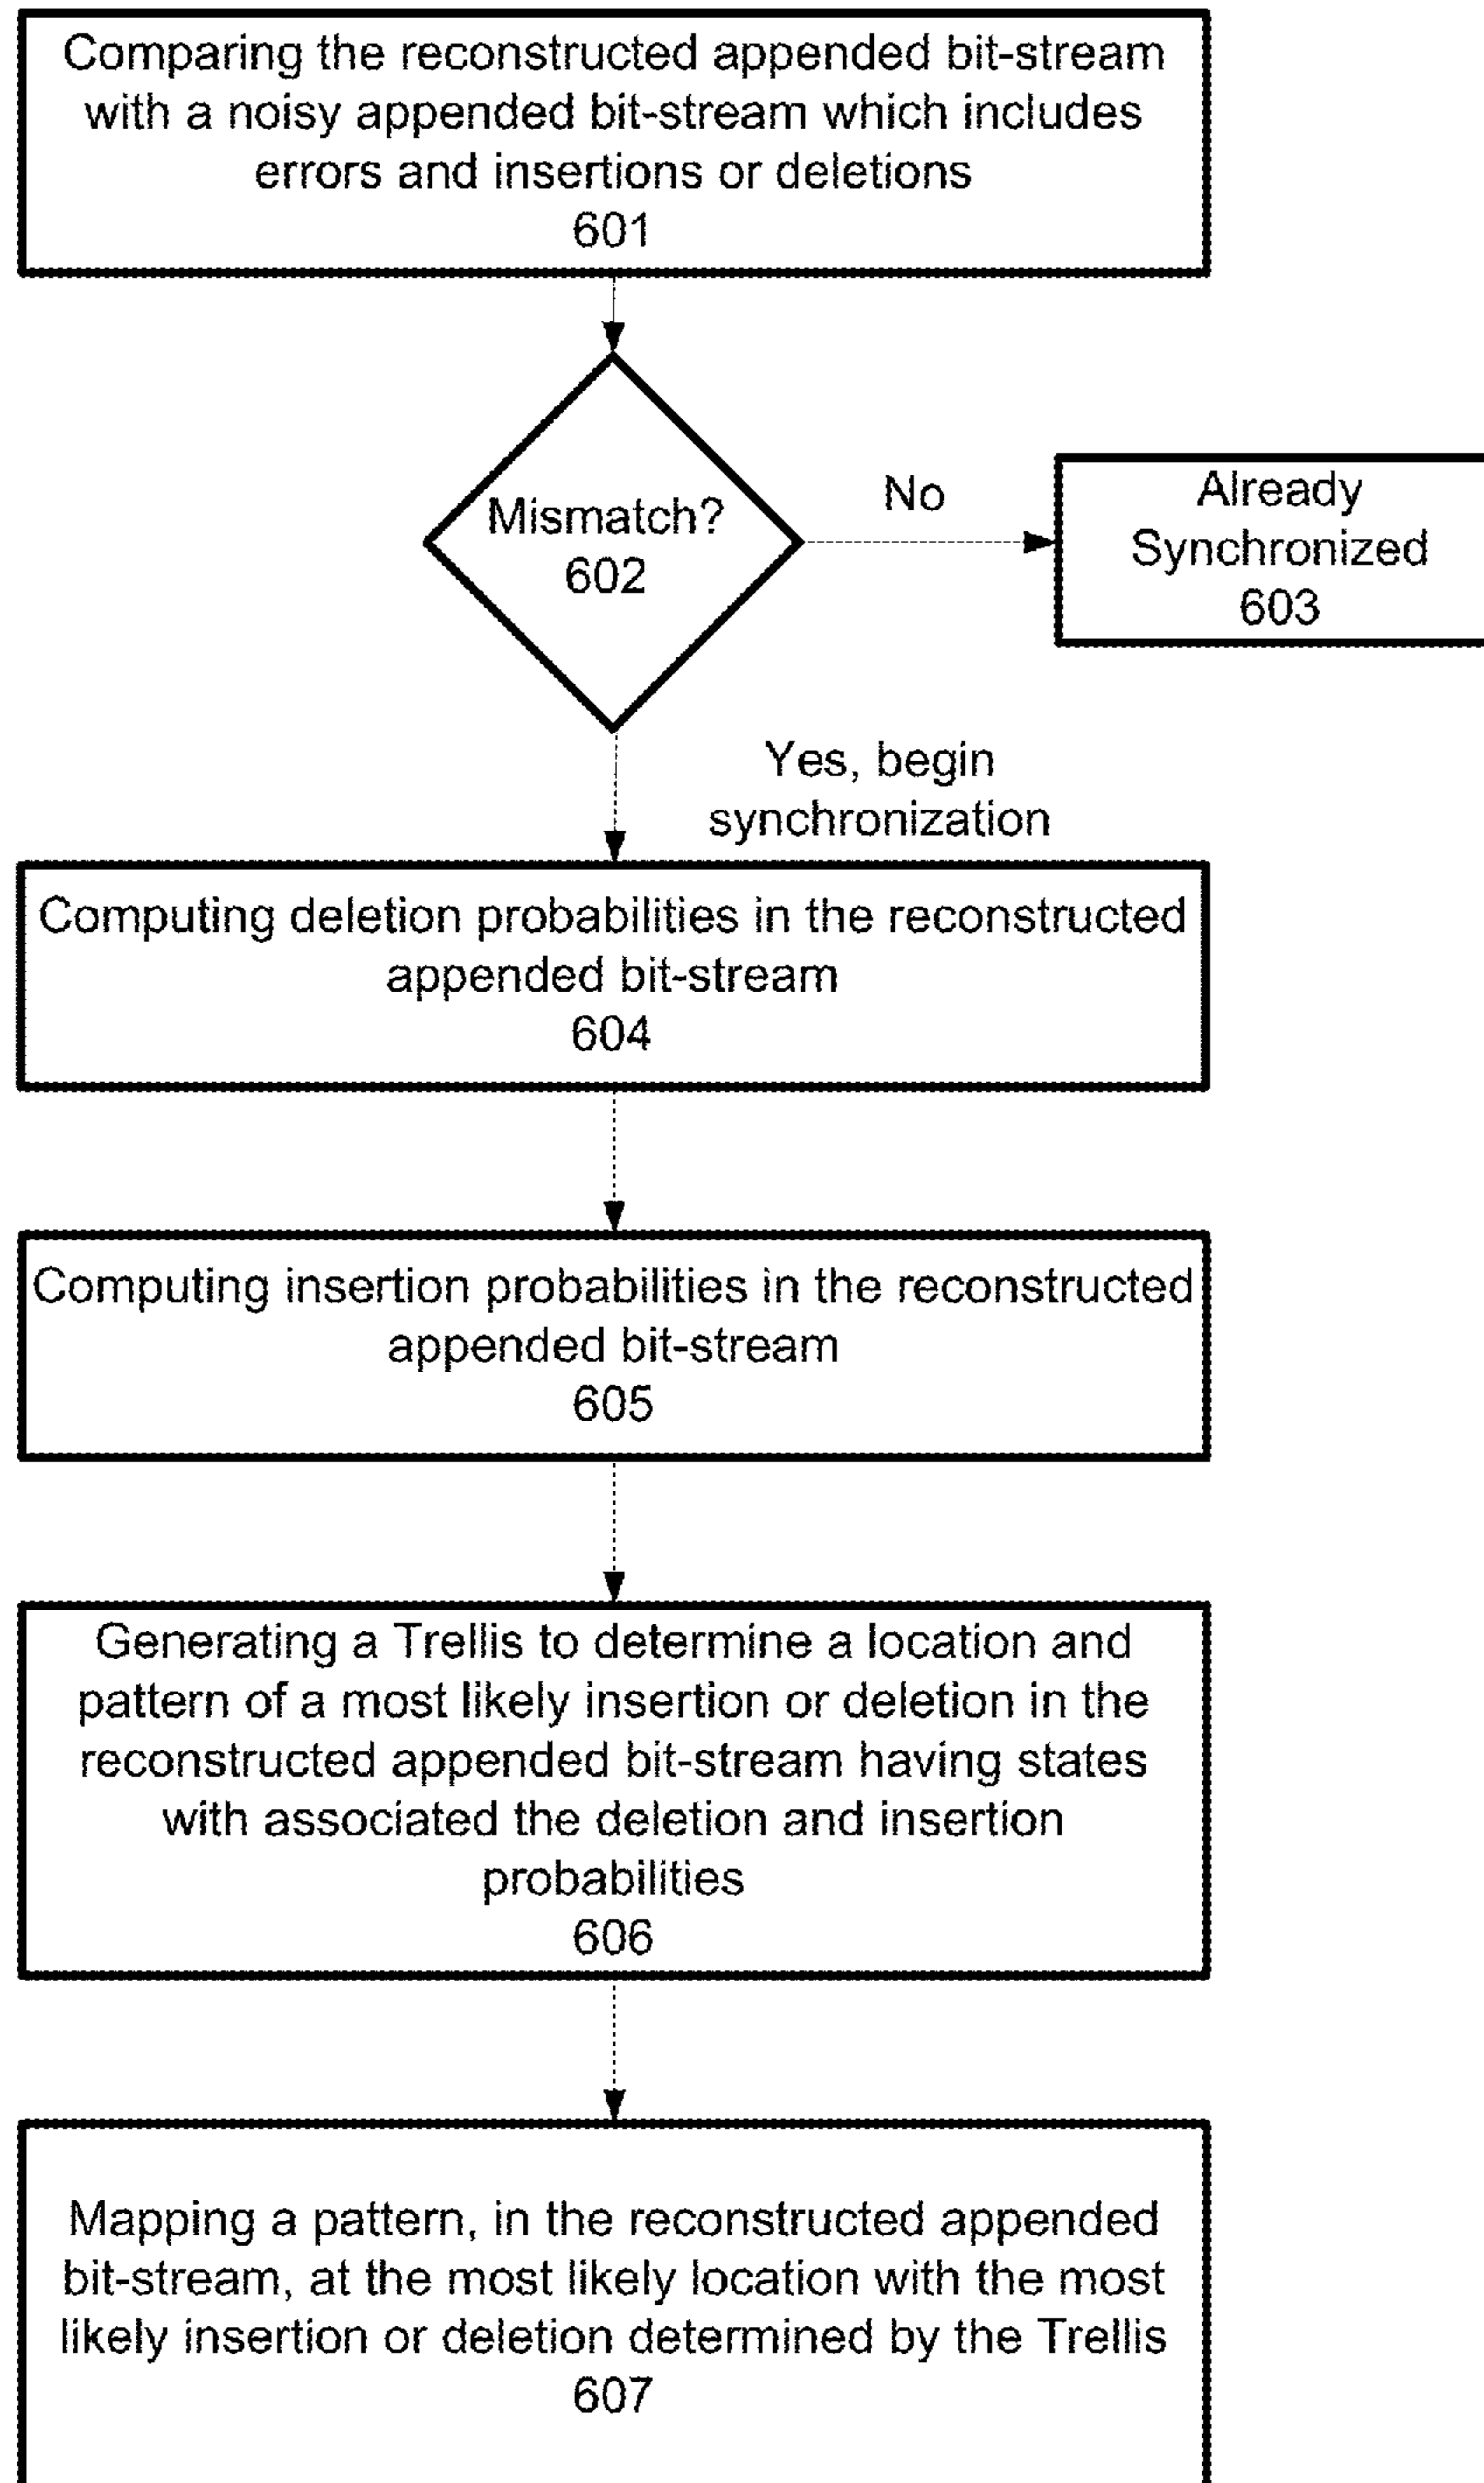 Comparing the reconstructed appended bit-stream
with a noisy appended bit-stream which includes
errors and insertions or deletions
601
Mismatch?
602
No
Already
Synchronized
603
Yes, begin
synchronization
Computing deletion probabilities in the reconstructed
appended bit-stream
604
Computing insertion probabilities in the reconstructed
appended bit-stream
605
Generating a Trellis to determine a location and
pattern of a most likely insertion or deletion in the
reconstructed appended bit-stream having states
with associated the deletion and insertion
probabilities
606
Mapping a pattern, in the reconstructed appended
bit-stream, at the most likely location with the most
likely insertion or deletion determined by the Trellis
607